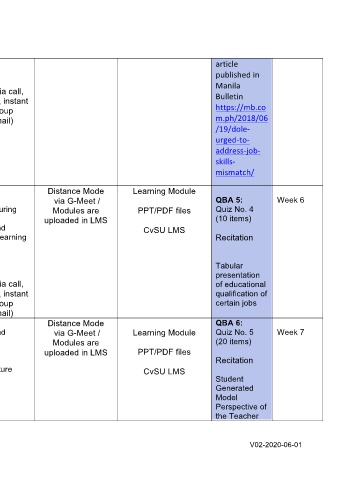 article
published in
Manila
Bulletin
https://mb.co
m.ph/2018/06
/19/dole-
urged-to-
address-job-
skills-
mismatch/
ia call,
, instant
oup
nail)
uring
d
earning
ia call,
, instant
oup
nail)
Distance Mode
via G-Meet /
Modules are
uploaded in LMS
Learning Module
PPT/PDF files
CvSU LMS
QBA 5:
Quiz No. 4
(10 items)
Recitation
Tabular
presentation
of educational
qualification of
certain jobs
Week 6
nd
ture
Distance Mode
via G-Meet /
Modules are
uploaded in LMS
Learning Module
PPT/PDF files
CvSU LMS
QBA 6:
Quiz No. 5
(20 items)
Recitation
Student
Generated
Model
Perspective of
the Teacher
Week 7
V02-2020-06-01